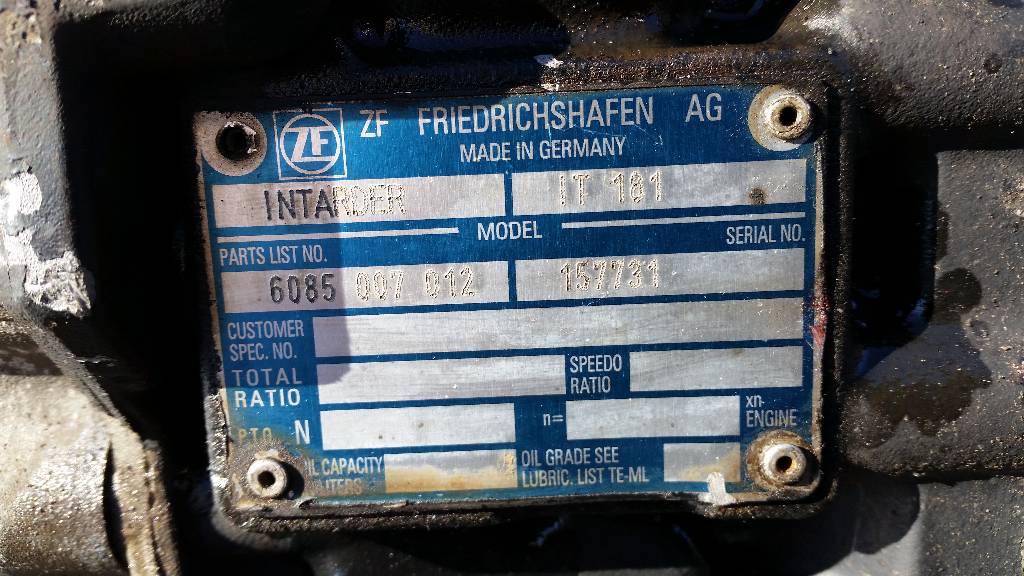 ZF ZF FRIEDRICHSHAFEN AG
MADE IN GERMANY
INTARDER IT 181
MODEL
PARTS LIST NO. SERIAL NO.
6085 007 012 157731
CUSTOMER
SPEC. NO.
TOTAL
RATIO
SPEEDO
RATIO
PTO N n= xn-
ENGINE
OIL CAPACITY
LITERS
OIL GRADE SEE
LUBRIC. LIST TE-ML